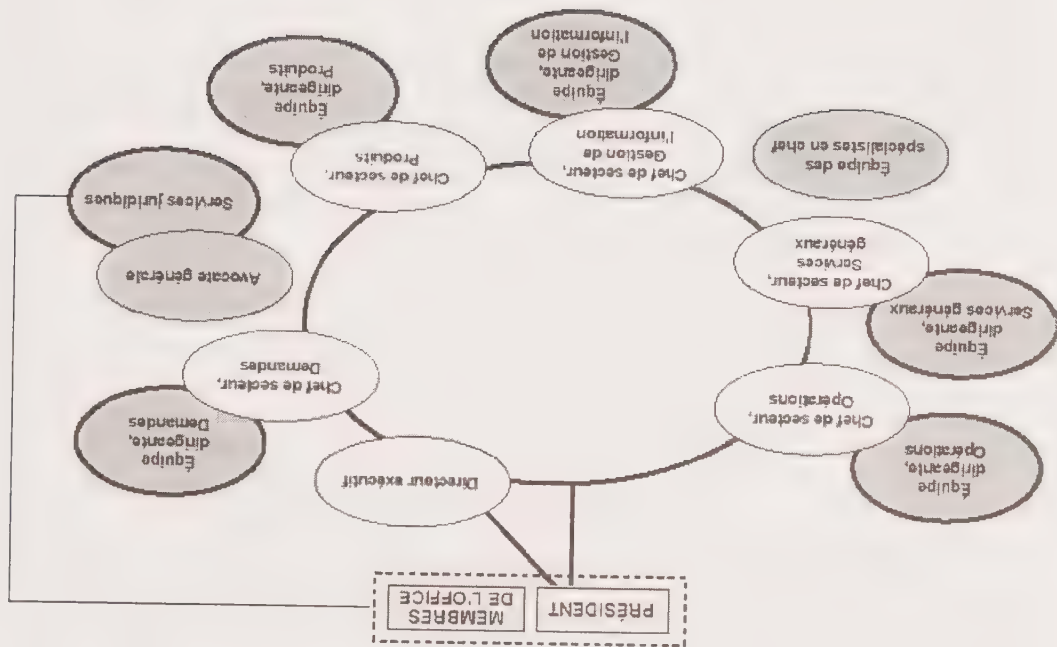 PRÉSIDENT
MEMBRES
DE L'OFFICE
Directeur exécutif
Équipe
dirigeante,
Opérations
Équipe
dirigeante,
Demandes
Chef de secteur,
Opérations
Chef de secteur,
Demandes
Équipe
dirigeante,
Services généraux
Chef de secteur,
Services
généraux
Avocate générale
Services juridiques
Équipe des
spécialistes en chef
Chef de secteur,
Gestion de
l'information
Chef de secteur,
Produits
Équipe
dirigeante,
Gestion de
l'information
Équipe
dirigeante,
Produits